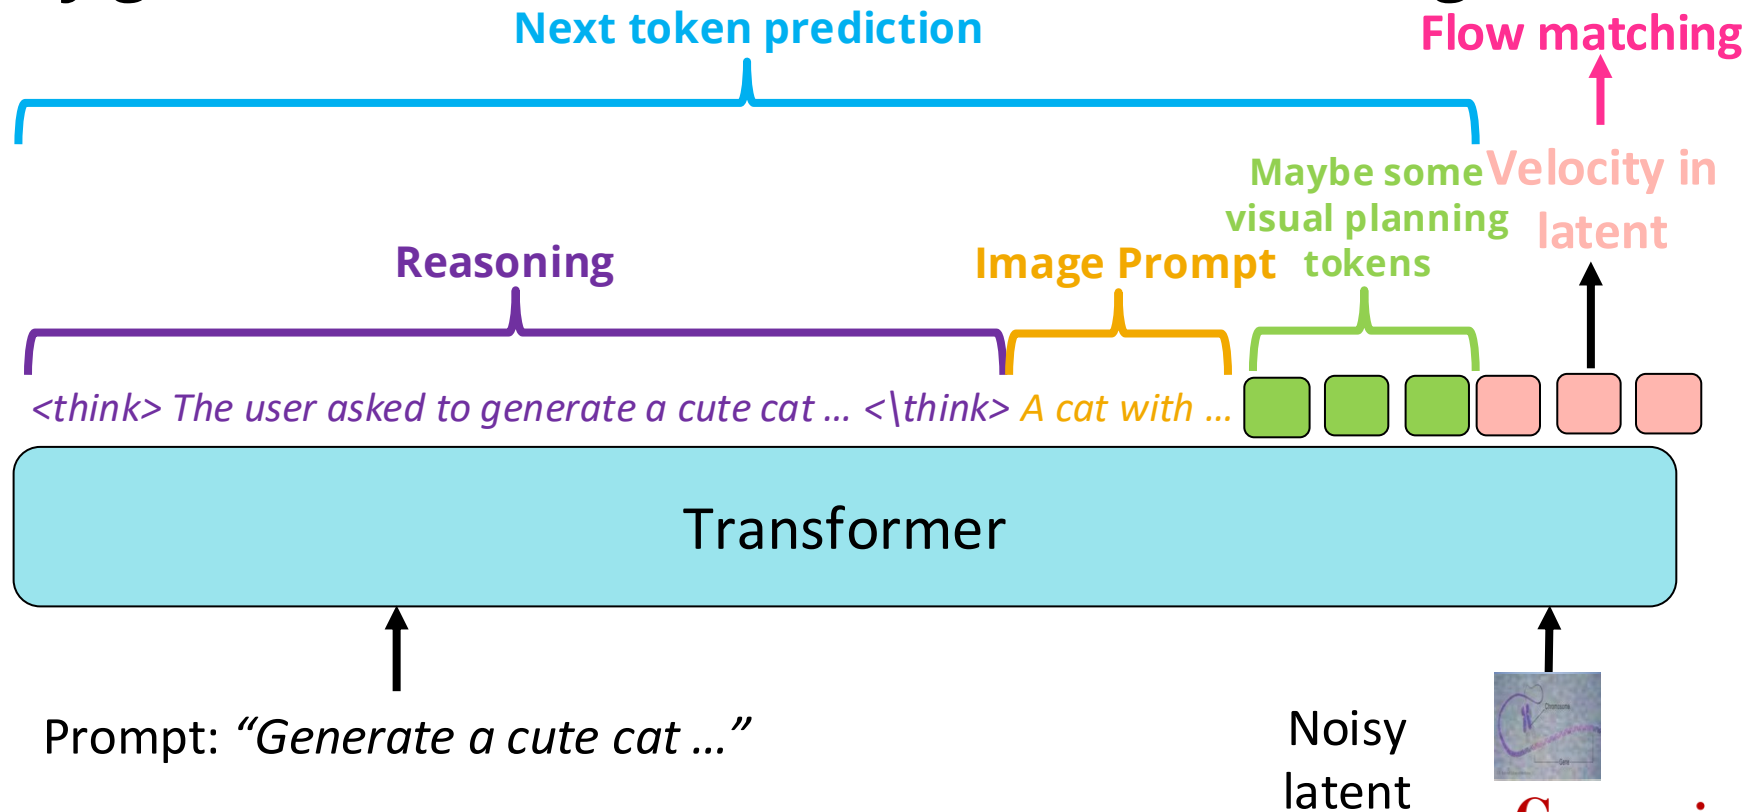 Next token prediction
Flow matching
Maybe some
visual planning
tokens
Velocity in
latent
Reasoning
Image Prompt
<think> The user asked to generate a cute cat ... <\think> A cat with ...
Transformer
Prompt: “Generate a cute cat ...”
Noisy
latent
Chromosome